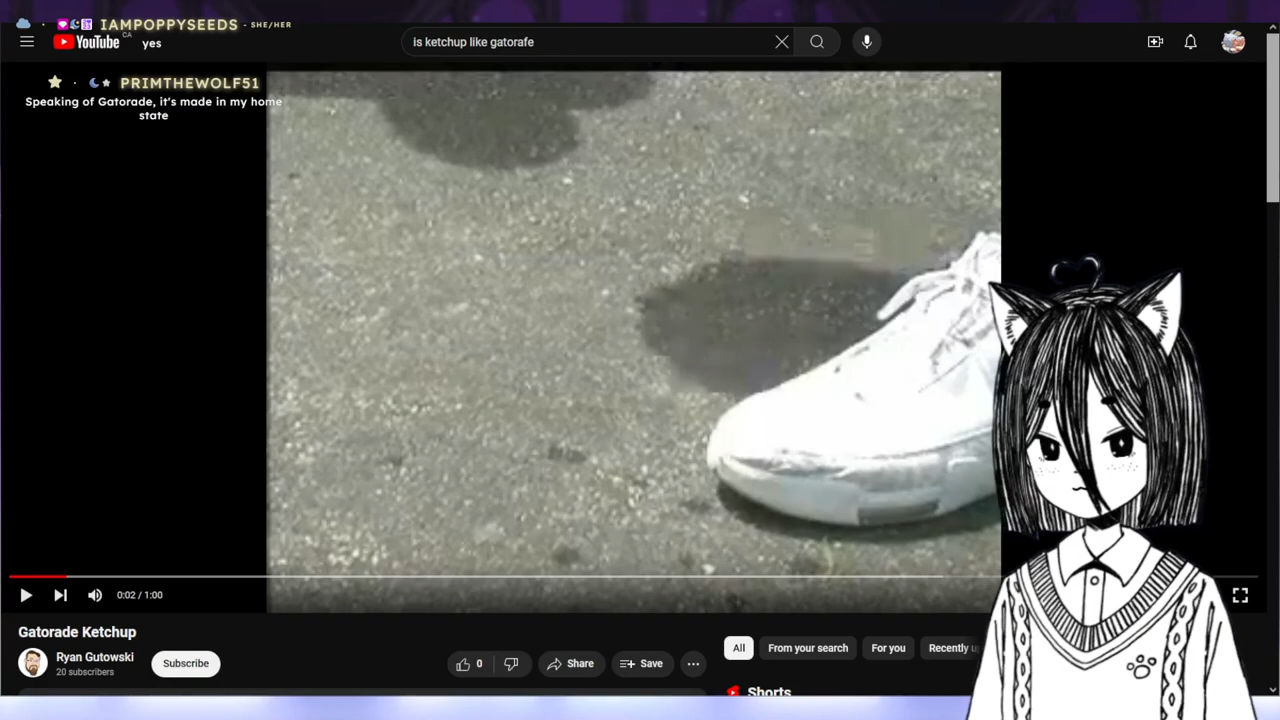 IAMPOPPYSEEDS - SHE/HER
yes
YouTube CA
is ketchup like gatorafe
PRIMTHEWOLF51
Speaking of Gatorade, it's made in my home
state
0:02 / 1:00
Gatorade Ketchup
Ryan Gutowski
20 subscribers
Subscribe
0
Share
Save
All
From your search
For you
Recently u
Shorts